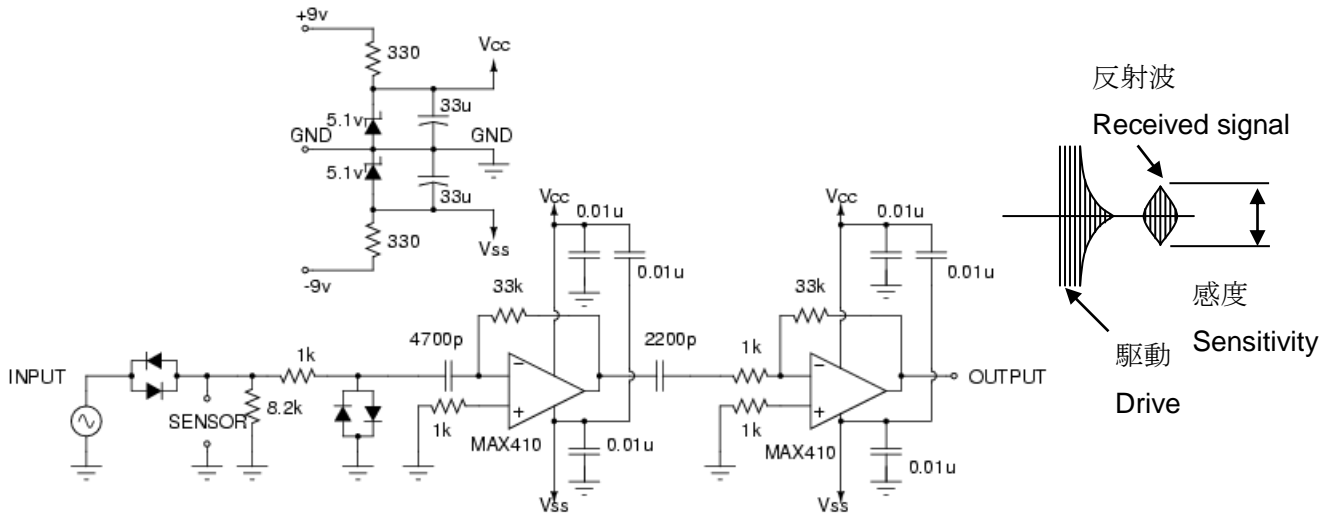 +9v
330
Vcc
33u
5.1v
GND
GND
5.1v
33u
330
Vss
-9v
反射波
Received signal
感度
Sensitivity
駆動
Drive
Vcc
0.01u
0.01u
33k
4700p
2200p
1k
INPUT
SENSOR
8.2k
1k
MAX410
0.01u
Vss
Vcc
0.01u
0.01u
33k
1k
OUTPUT
1k
MAX410
0.01u
Vss